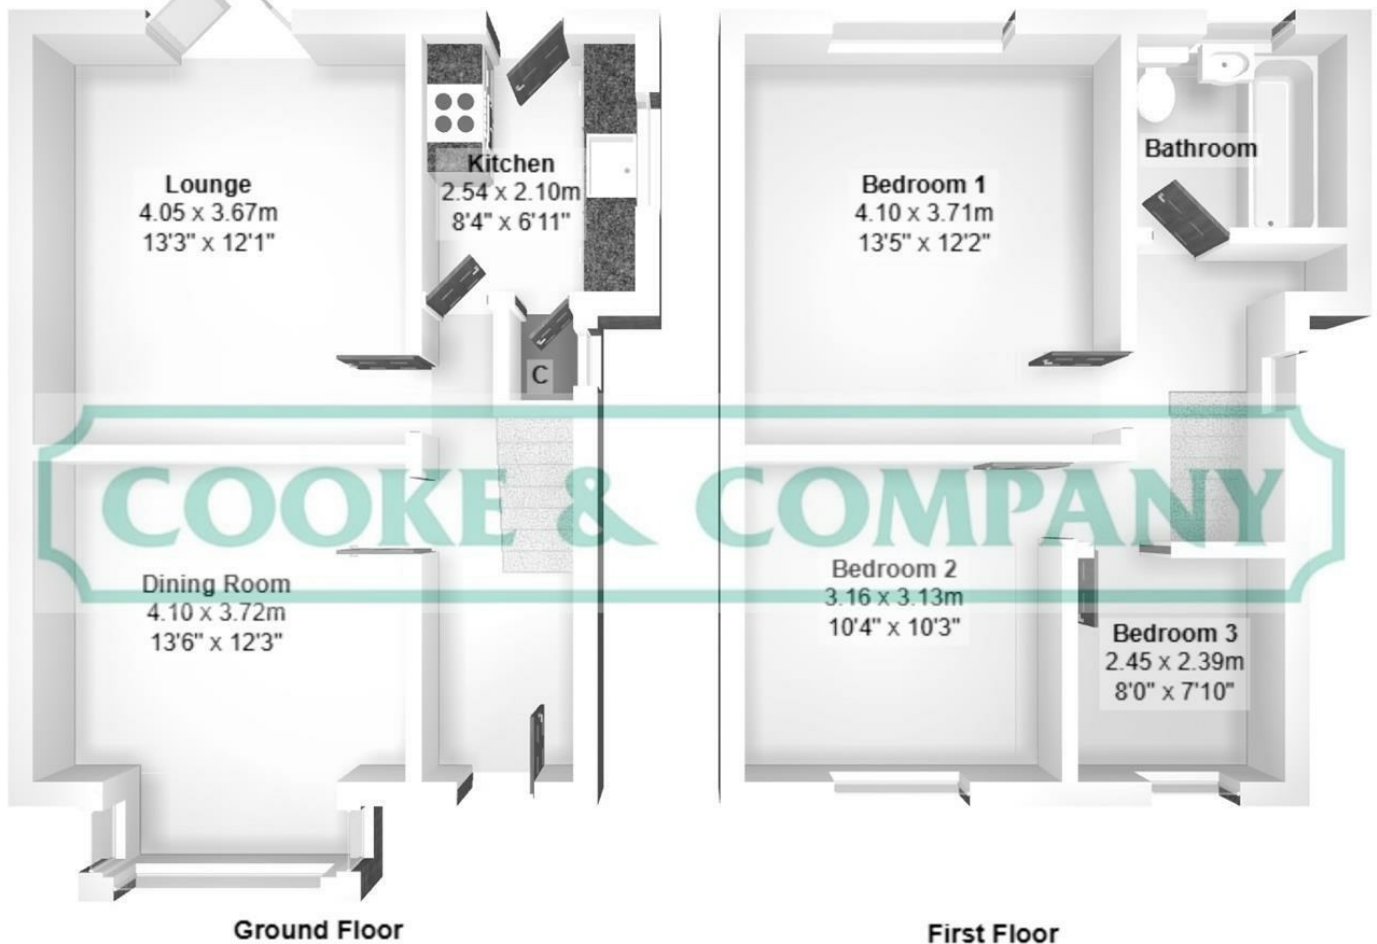 Lounge
4.05 x 3.67m
13'3" x 12'1"
Kitchen
2.54 x 2.10m
8'4" x 6'11"
C
Dining Room
4.10 x 3.72m
13'6" x 12'3"
Ground Floor
Bedroom 1
4.10 x 3.71m
13'5" x 12'2"
Bathroom
Bedroom 2
3.16 x 3.13m
10'4" x 10'3"
Bedroom 3
2.45 x 2.39m
8'0" x 7'10"
First Floor
COOKE & COMPANY